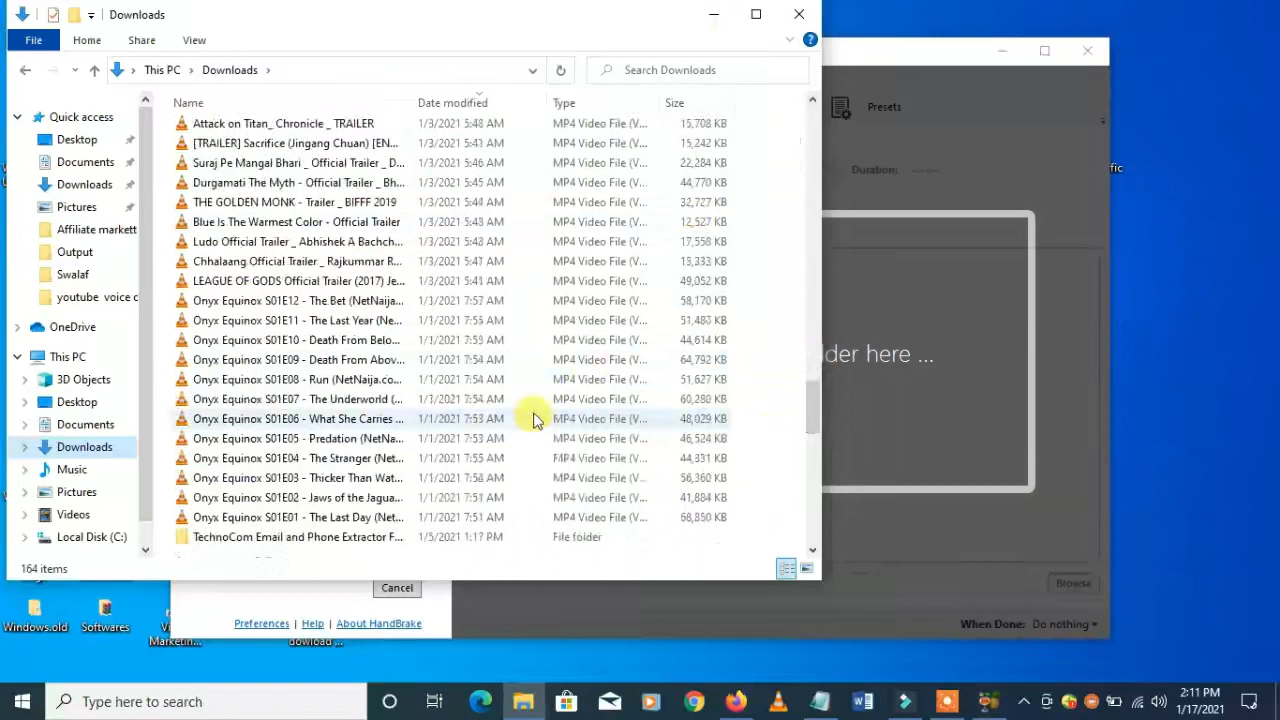 Downloads
File Home Share View
This PC > Downloads >
Search Downloads
Presets
Name Date modified Type Size
Quick access
Desktop
Documents
Downloads
Pictures
Affiliate markett
Output
Swalaf
youtube voice c
OneDrive
This PC
3D Objects
Desktop
Documents
Downloads
Music
Pictures
Videos
Local Disk (C:)
Attack on Titan_ Chronicle _ TRAILER 1/3/2021 5:48 AM MP4 Video File (V... 15,708 KB
[TRAILER] Sacrifice (Jingang Chuan) [EN... 1/3/2021 5:43 AM MP4 Video File (V... 15,242 KB
Suraj Pe Mangal Bhari _ Official Trailer _ D... 1/3/2021 5:46 AM MP4 Video File (V... 22,284 KB
Durgamati The Myth - Official Trailer _ Bh... 1/3/2021 5:45 AM MP4 Video File (V... 44,770 KB
THE GOLDEN MONK - Trailer _ BIFFF 2019 1/3/2021 5:44 AM MP4 Video File (V... 32,727 KB
Blue Is The Warmest Color - Official Trailer 1/3/2021 5:43 AM MP4 Video File (V... 12,527 KB
Ludo Official Trailer _ Abhishek A Bachch... 1/3/2021 5:43 AM MP4 Video File (V... 17,558 KB
Chhalaang Official Trailer _ Rajkummar R... 1/3/2021 5:47 AM MP4 Video File (V... 13,333 KB
LEAGUE OF GODS Official Trailer (2017) Je... 1/3/2021 5:41 AM MP4 Video File (V... 49,052 KB
Onyx Equinox S01E12 - The Bet (NetNaija... 1/1/2021 7:57 AM MP4 Video File (V... 58,170 KB
Onyx Equinox S01E11 - The Last Year (Ne... 1/1/2021 7:55 AM MP4 Video File (V... 51,483 KB
Onyx Equinox S01E10 - Death From Belo... 1/1/2021 7:59 AM MP4 Video File (V... 44,614 KB
Onyx Equinox S01E09 - Death From Abov... 1/1/2021 7:54 AM MP4 Video File (V... 64,792 KB
Onyx Equinox S01E08 - Run (NetNaija.co... 1/1/2021 7:54 AM MP4 Video File (V... 51,627 KB
Onyx Equinox S01E07 - The Underworld (... 1/1/2021 7:54 AM MP4 Video File (V... 60,280 KB
Onyx Equinox S01E06 - What She Carries ... 1/1/2021 7:53 AM MP4 Video File (V... 48,029 KB
Onyx Equinox S01E05 - Predation (NetNa... 1/1/2021 7:53 AM MP4 Video File (V... 46,524 KB
Onyx Equinox S01E04 - The Stranger (Net... 1/1/2021 7:55 AM MP4 Video File (V... 44,831 KB
Onyx Equinox S01E03 - Thicker Than Wat... 1/1/2021 7:58 AM MP4 Video File (V... 56,360 KB
Onyx Equinox S01E02 - Jaws of the Jagua... 1/1/2021 7:51 AM MP4 Video File (V... 41,884 KB
Onyx Equinox S01E01 - The Last Day (Net... 1/1/2021 7:51 AM MP4 Video File (V... 68,850 KB
TechnoCom Email and Phone Extractor F... 1/5/2021 1:17 PM File folder
164 items
Duration: --:--:--
lder here ...
Browse
Cancel
Preferences | Help | About HandBrake
When Done: Do nothing
fic
Windows.old
Softwares
Marketin...
dowload ...
Type here to search
2:11 PM
1/17/2021